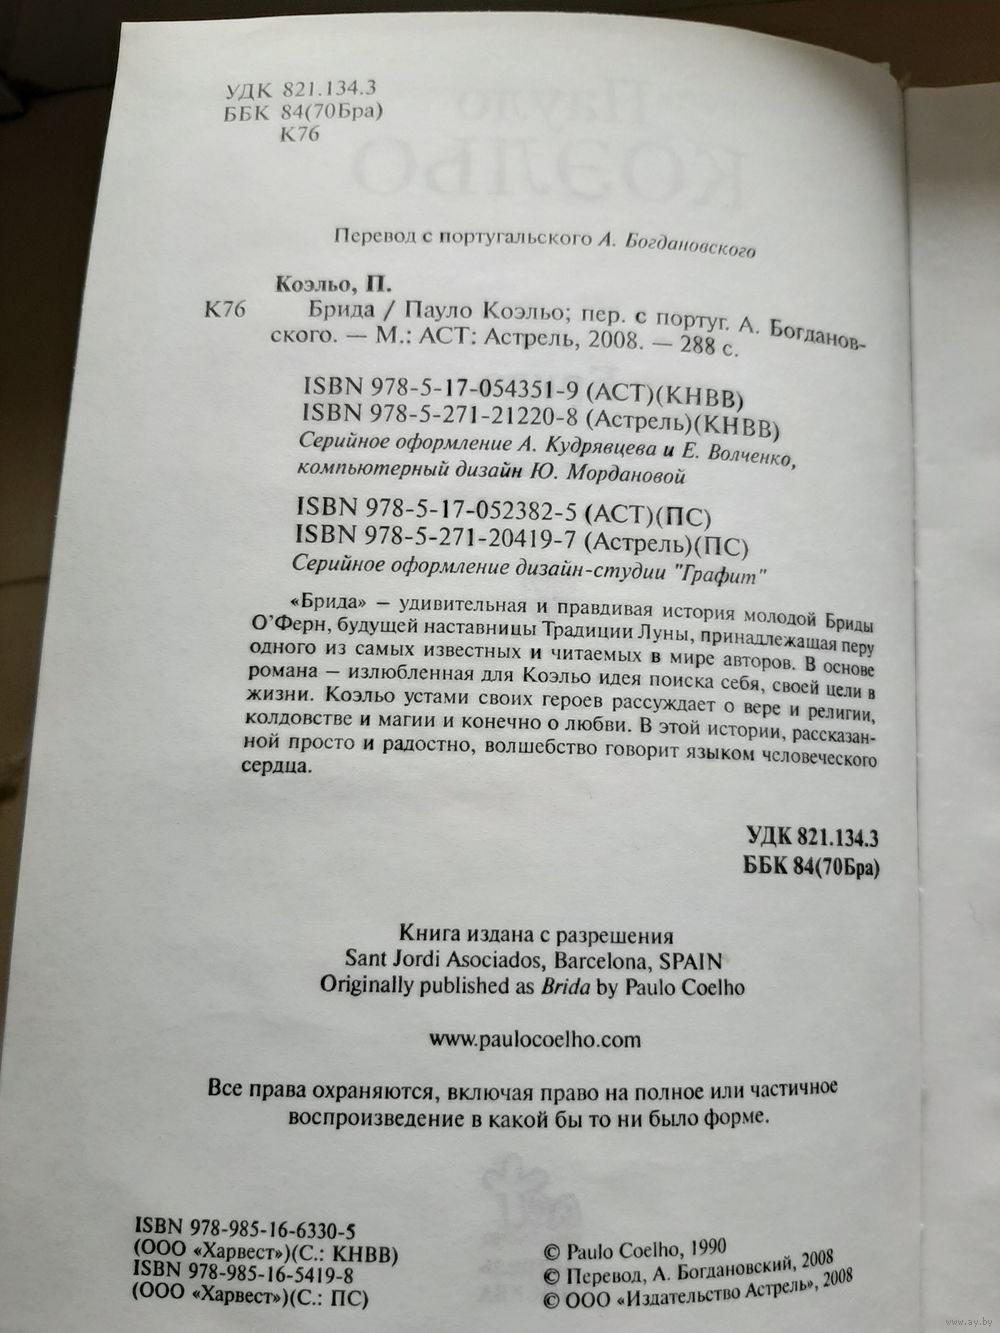 УДК 821.134.3
ББК 84(70Бра)
К76
Перевод с португальского А. Богдановского
Коэльо, П.
К76 Брида / Пауло Коэльо; пер. с португ. А. Богданов-
ского. — М.: АСТ: Астрель, 2008. — 288 с.
ISBN 978-5-17-054351-9 (АСТ)(КНВВ)
ISBN 978-5-271-21220-8 (Астрель)(КНВВ)
Серийное оформление А. Кудрявцева и Е. Волченко,
компьютерный дизайн Ю. Мордановой
ISBN 978-5-17-052382-5 (АСТ)(ПС)
ISBN 978-5-271-20419-7 (Астрель)(ПС)
Серийное оформление дизайн-студии "Графит"
«Брида» – удивительная и правдивая история молодой Бриды
О’Ферн, будущей наставницы Традиции Луны, принадлежащая перу
одного из самых известных и читаемых в мире авторов. В основе
романа – излюбленная для Коэльо идея поиска себя, своей цели в
жизни. Коэльо устами своих героев рассуждает о вере и религии,
колдовстве и магии и конечно о любви. В этой истории, рассказан-
ной просто и радостно, волшебство говорит языком человеческого
сердца.
УДК 821.134.3
ББК 84(70Бра)
Книга издана с разрешения
Sant Jordi Asociados, Barcelona, SPAIN
Originally published as Brida by Paulo Coelho
www.paulocoelho.com
Все права охраняются, включая право на полное или частичное
воспроизведение в какой бы то ни было форме.
ISBN 978-985-16-6330-5
(ООО «Харвест»)(С.: КНВВ)
ISBN 978-985-16-5419-8
(ООО «Харвест»)(С.: ПС)
© Paulo Coelho, 1990
© Перевод, А. Богдановский, 2008
© ООО «Издательство Астрель», 2008
www.ay.by